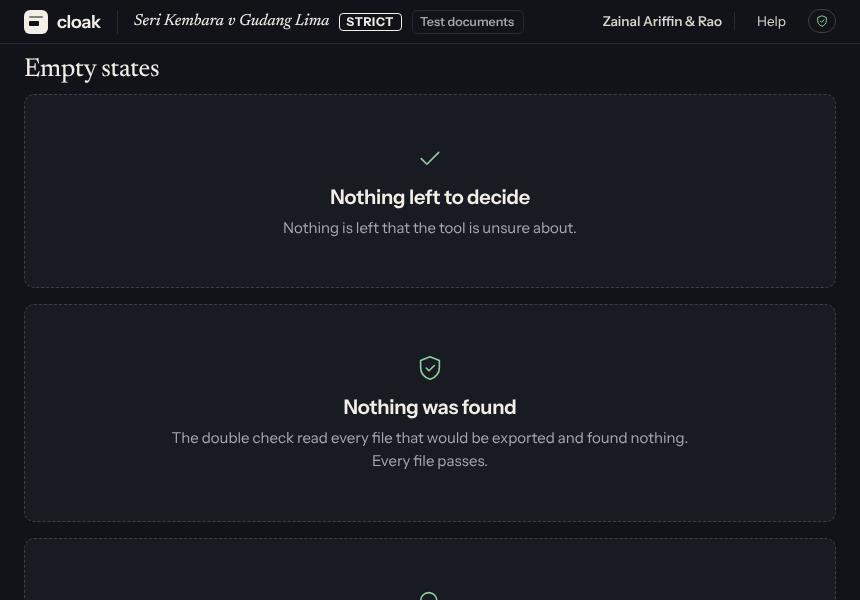 cloak
Seri Kembara v Gudang Lima
STRICT
Test documents
Zainal Ariffin & Rao
Help
Empty states
Nothing left to decide
Nothing is left that the tool is unsure about.
Nothing was found
The double check read every file that would be exported and found nothing.
Every file passes.